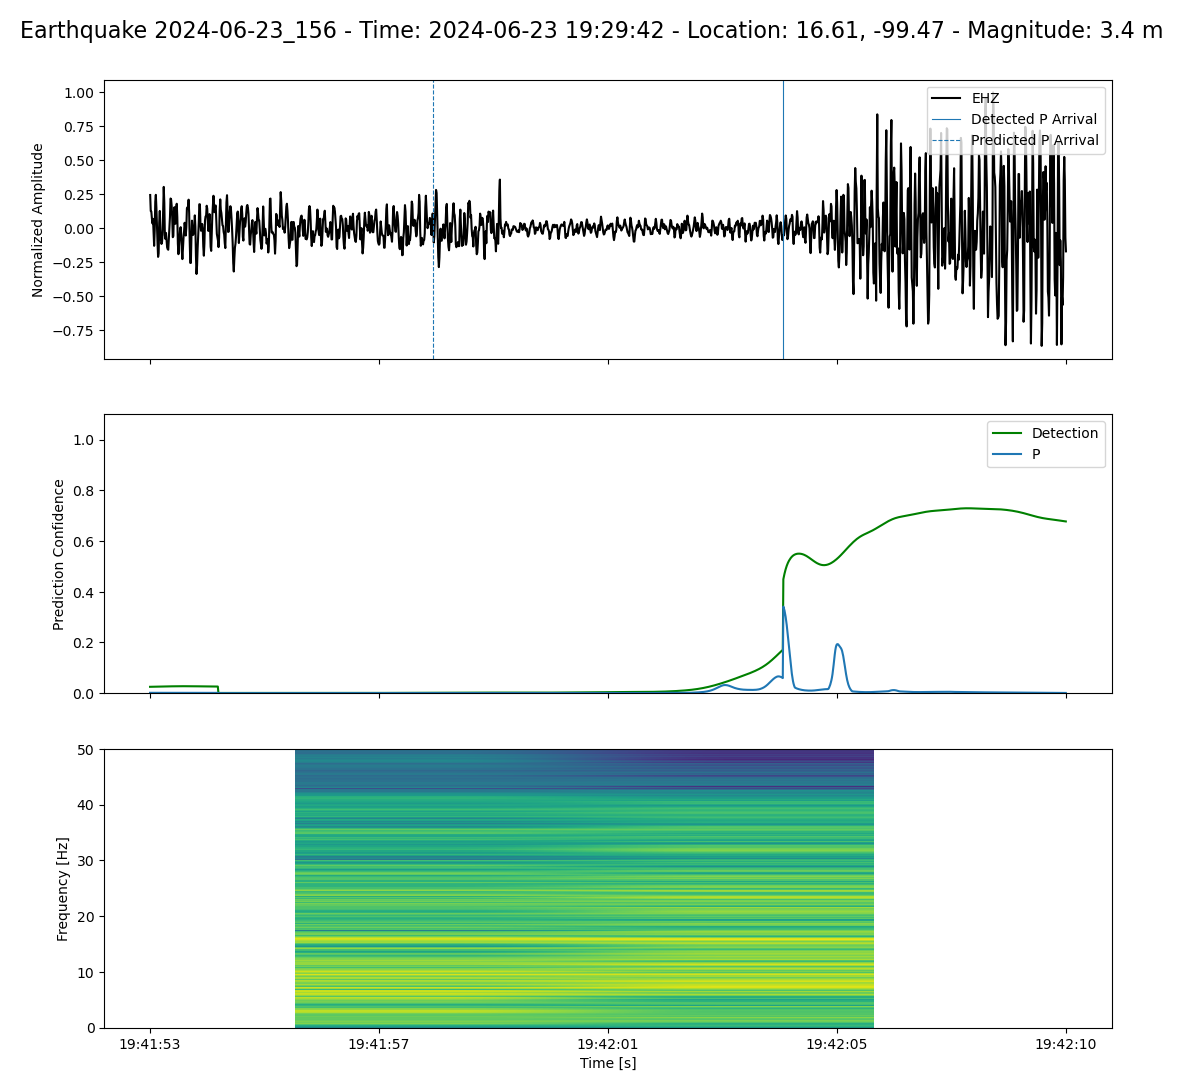 Earthquake 2024-06-23_156 - Time: 2024-06-23 19:29:42 - Location: 16.61, -99.47 - Magnitude: 3.4 m
1.00
0.75
0.50
0.25
0.00
−0.25
−0.50
−0.75
Normalized Amplitude
EHZ
Detected P Arrival
Predicted P Arrival
1.0
0.8
0.6
0.4
0.2
0.0
Prediction Confidence
Detection
P
50
40
30
20
10
0
Frequency [Hz]
19:41:53
19:41:57
19:42:01
19:42:05
19:42:10
Time [s]